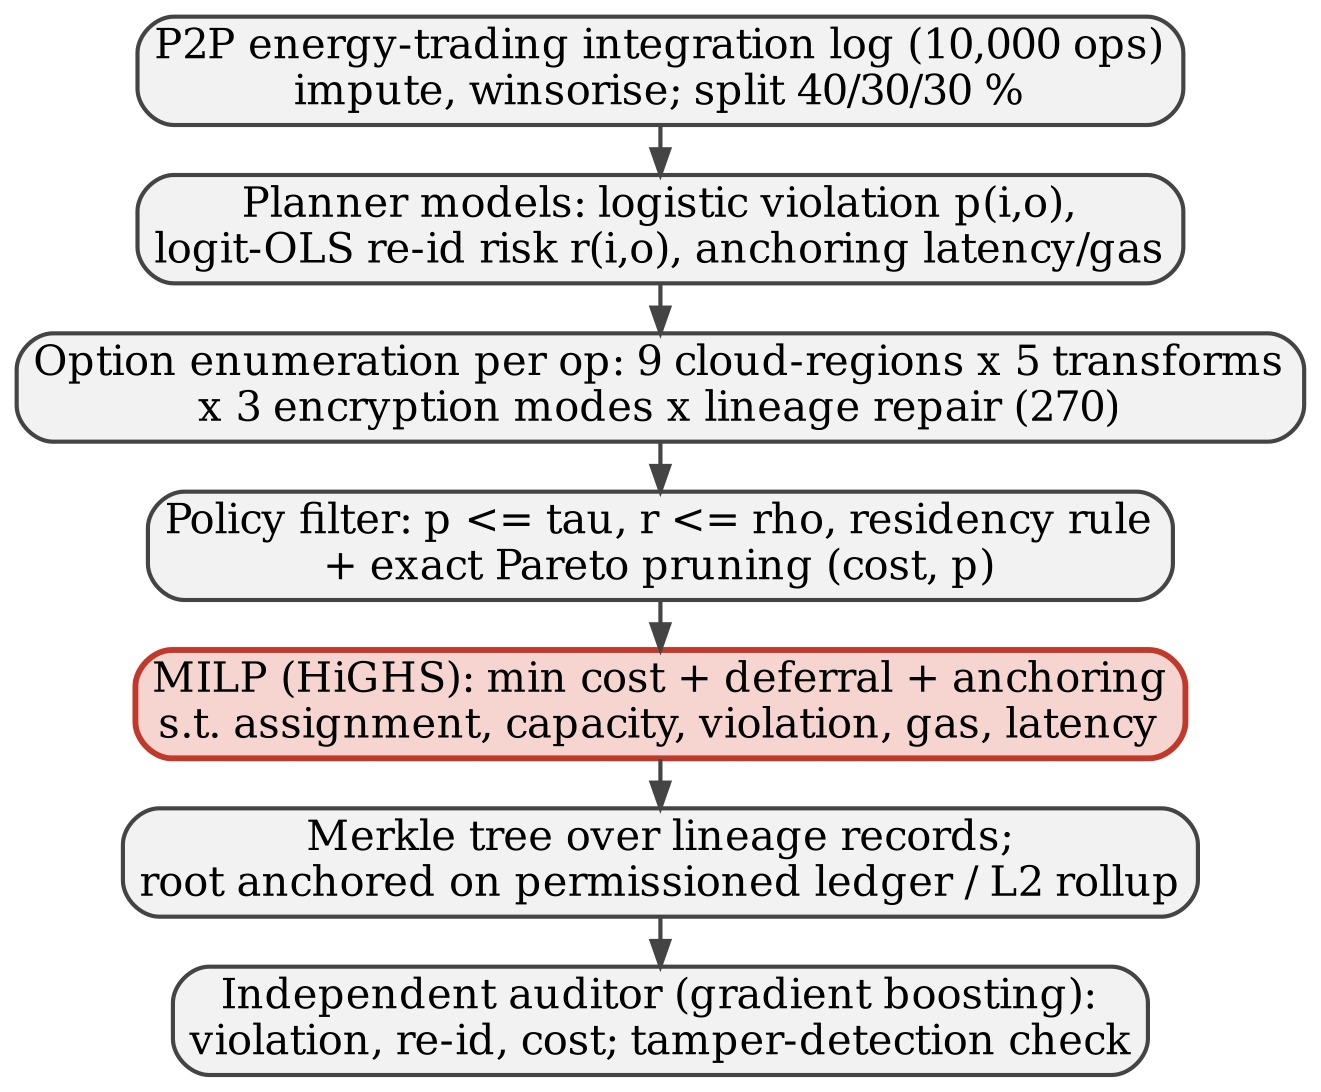 P2P energy-trading integration log (10,000 ops)
impute, winsorise; split 40/30/30 %
Planner models: logistic violation p(i,o),
logit-OLS re-id risk r(i,o), anchoring latency/gas
Option enumeration per op: 9 cloud-regions x 5 transforms
x 3 encryption modes x lineage repair (270)
Policy filter: p <= tau, r <= rho, residency rule
+ exact Pareto pruning (cost, p)
MILP (HiGHS): min cost + deferral + anchoring
s.t. assignment, capacity, violation, gas, latency
Merkle tree over lineage records;
root anchored on permissioned ledger / L2 rollup
Independent auditor (gradient boosting):
violation, re-id, cost; tamper-detection check